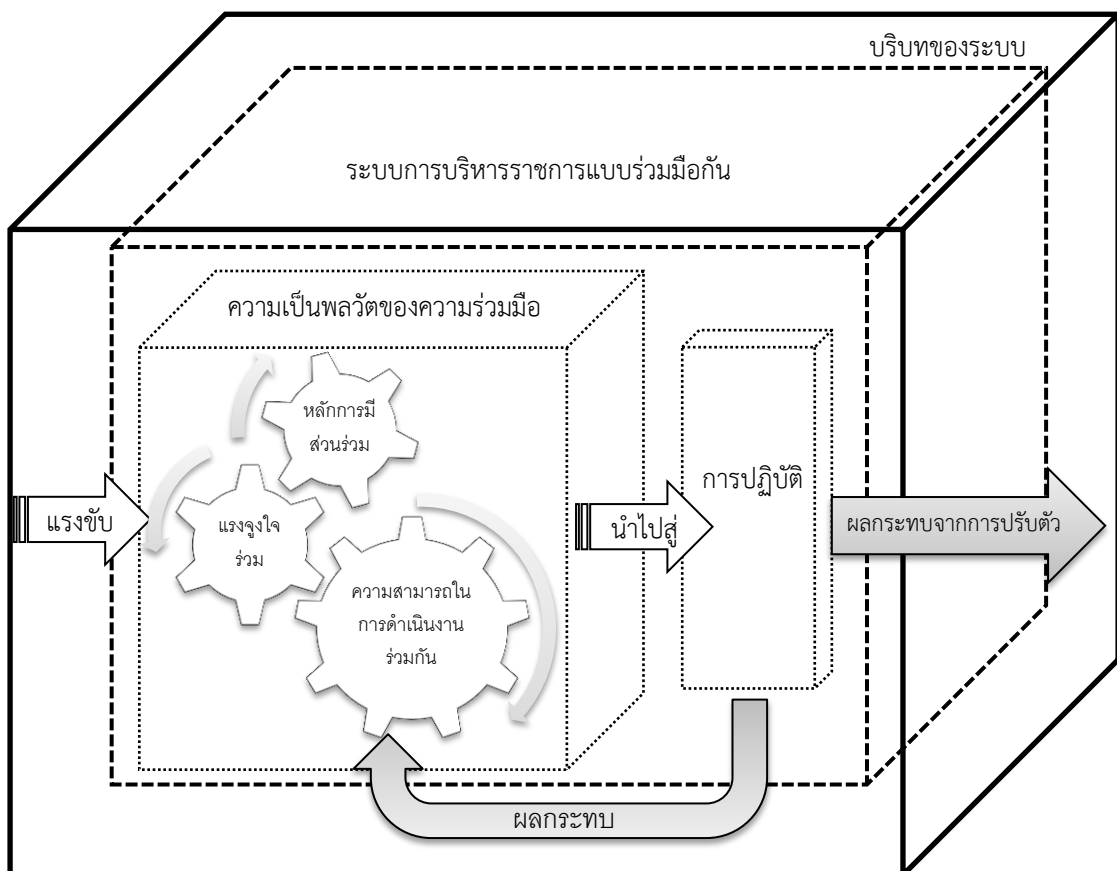 บริบทของระบบ
ระบบการบริหารราชการแบบร่วมมือกัน
ความเป็นพลวัตของความร่วมมือ
หลักการมี
ส่วนร่วม
แรงขับ
แรงจูงใจ
ร่วม
ความสามารถใน
การดำเนินงาน
ร่วมกัน
นำไปสู่
การปฏิบัติ
ผลกระทบจากการปรับตัว
ผลกระทบ